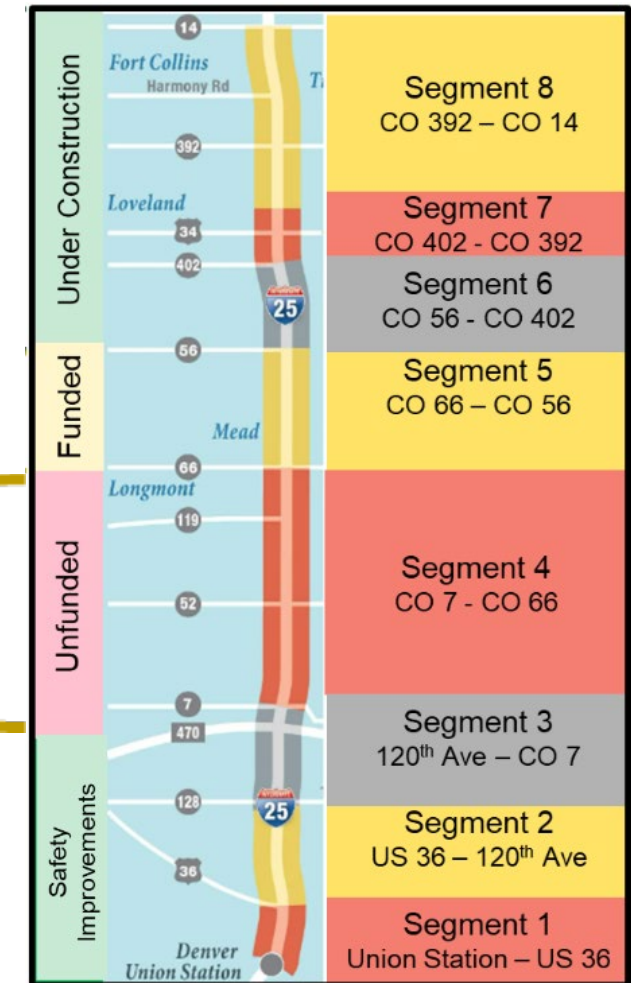 Under Construction
Funded
Unfunded
Safety
Improvements
14
Fort Collins
Harmony Rd
392
Loveland
34
402
25
56
Mead
66
Longmont
119
52
7
470
128
25
36
Denver
Union Station
Segment 8
CO 392 – CO 14
Segment 7
CO 402 - CO 392
Segment 6
CO 56 - CO 402
Segment 5
CO 66 – CO 56
Segment 4
CO 7 - CO 66
Segment 3
120th Ave – CO 7
Segment 2
US 36 – 120th Ave
Segment 1
Union Station – US 36